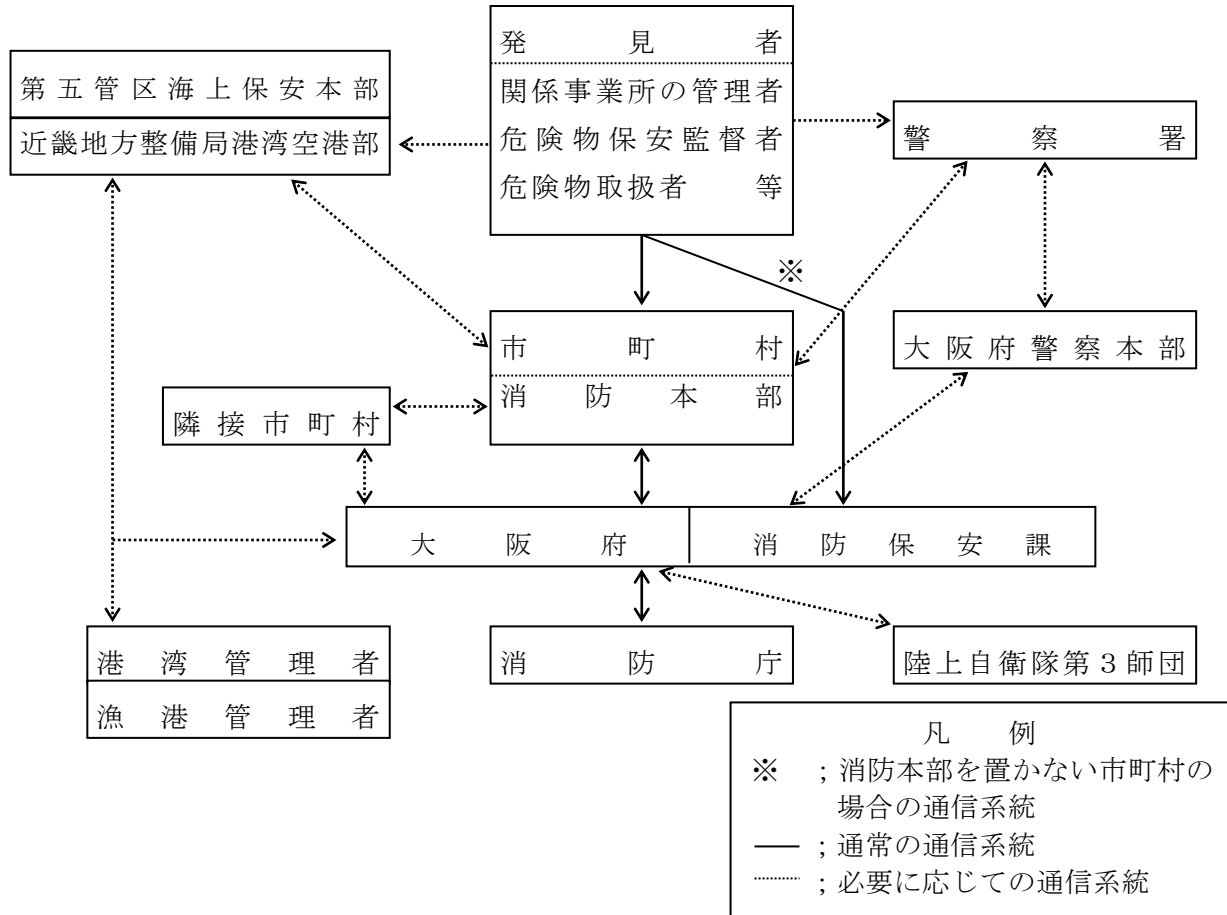 発見者
関係事業所の管理者
危険物保安監督者
危険物取扱者 等
第五管区海上保安本部
近畿地方整備局港湾空港部
警察署
※
市町村
消防本部
大阪府警察本部
隣接市町村
大阪府 消防保安課
港湾管理者
漁港管理者
消防庁
陸上自衛隊第３師団
凡例
※ ；消防本部を置かない市町村の
場合の通信系統
；通常の通信系統
；必要に応じての通信系統